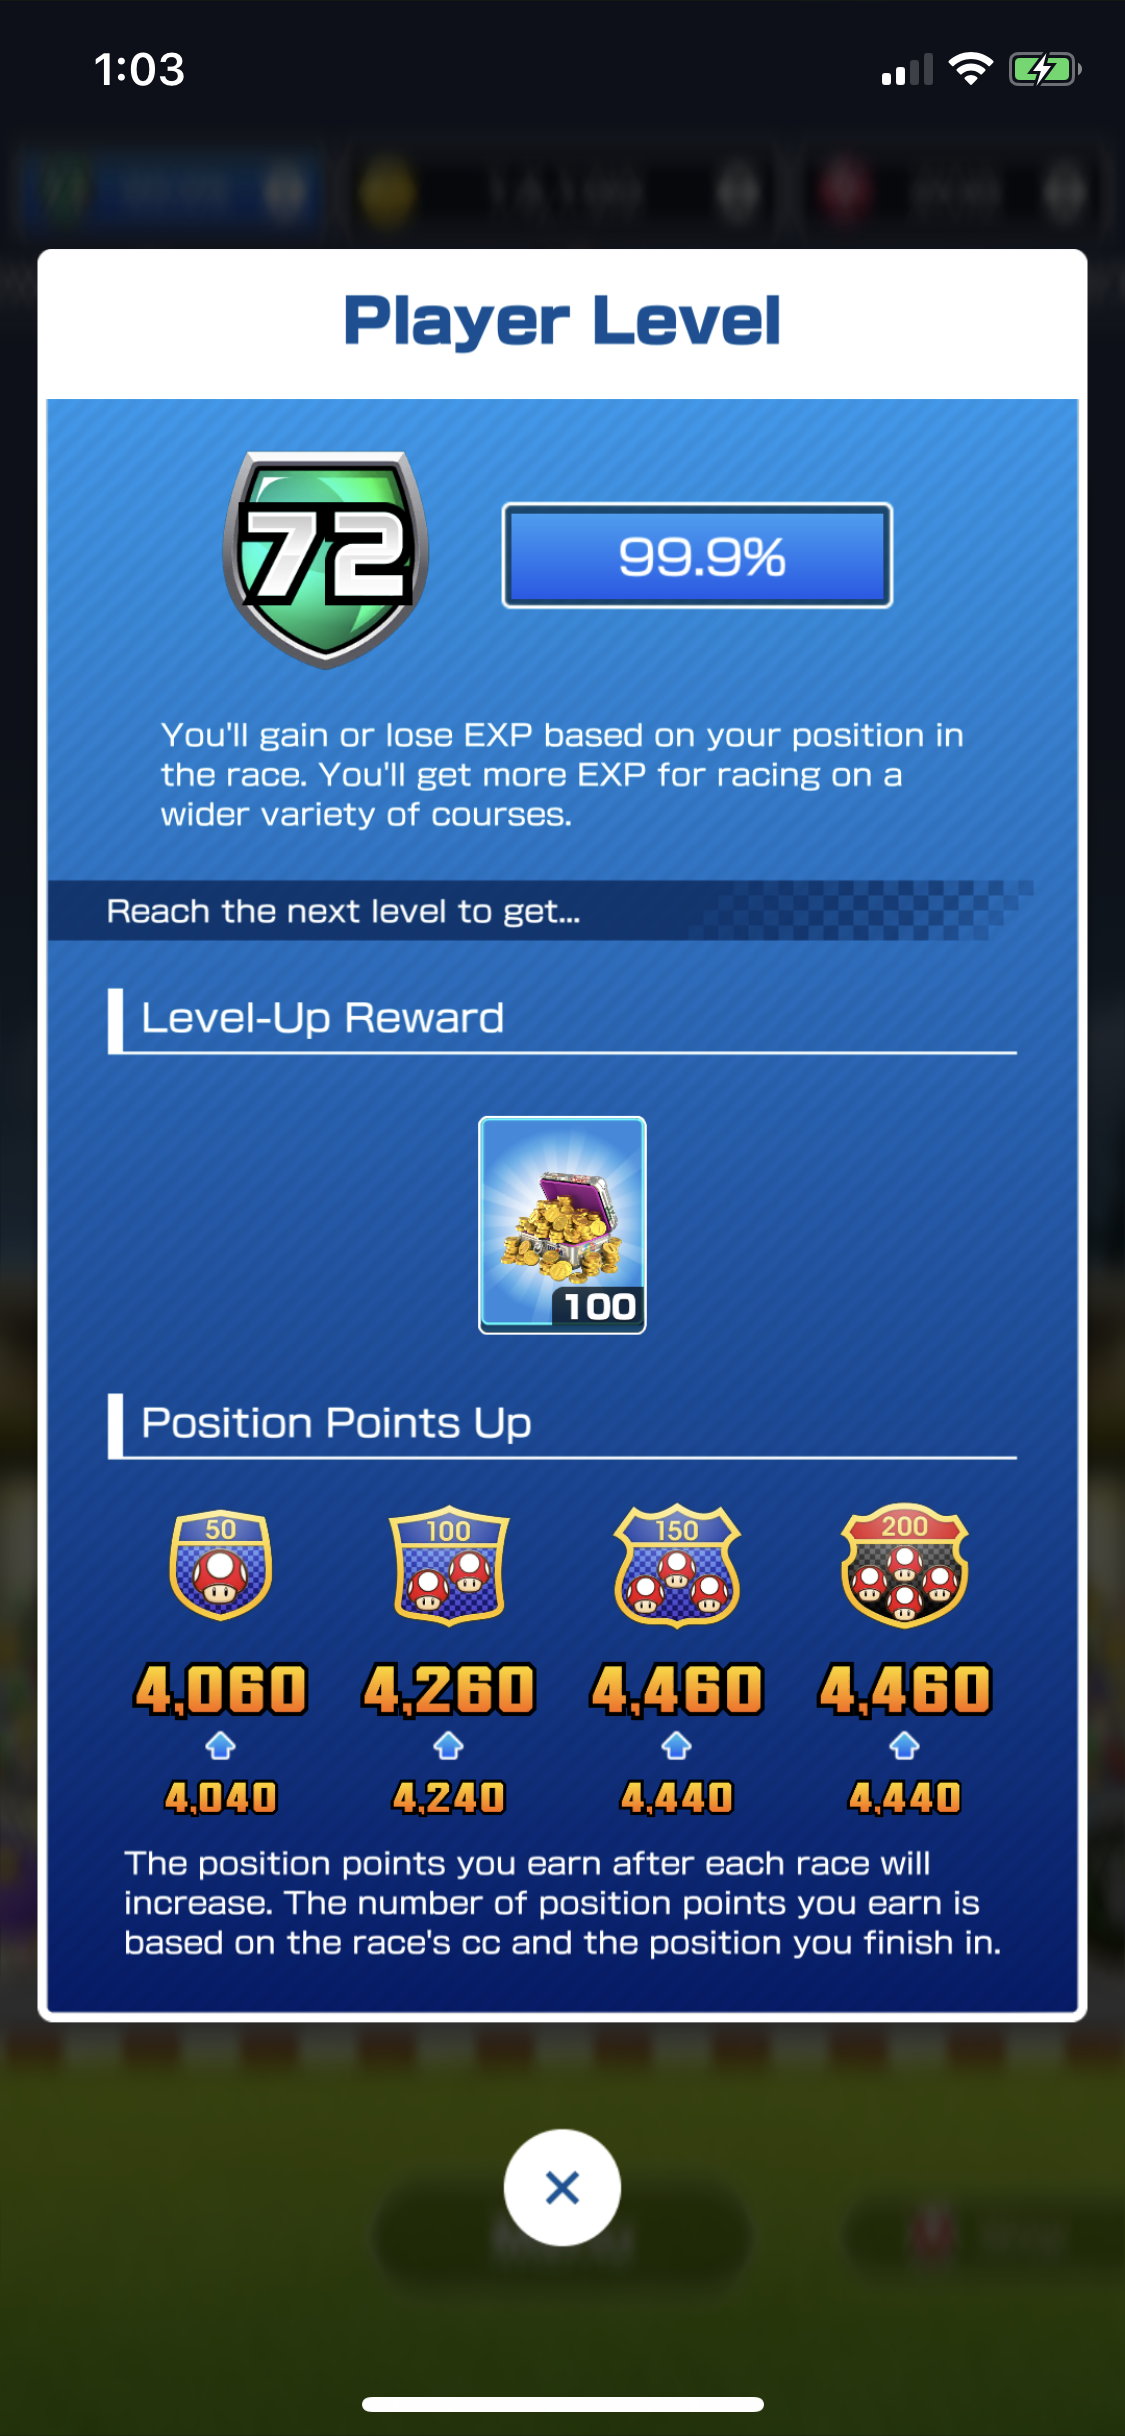 1:03
Player Level
72
99.9%
You'll gain or lose EXP based on your position in
the race. You'll get more EXP for racing on a
wider variety of courses.
Reach the next level to get...
Level-Up Reward
100
Position Points Up
50 100 150 200
4,060 4,260 4,460 4,460
4,040 4,240 4,440 4,440
The position points you earn after each race will
increase. The number of position points you earn is
based on the race's cc and the position you finish in.